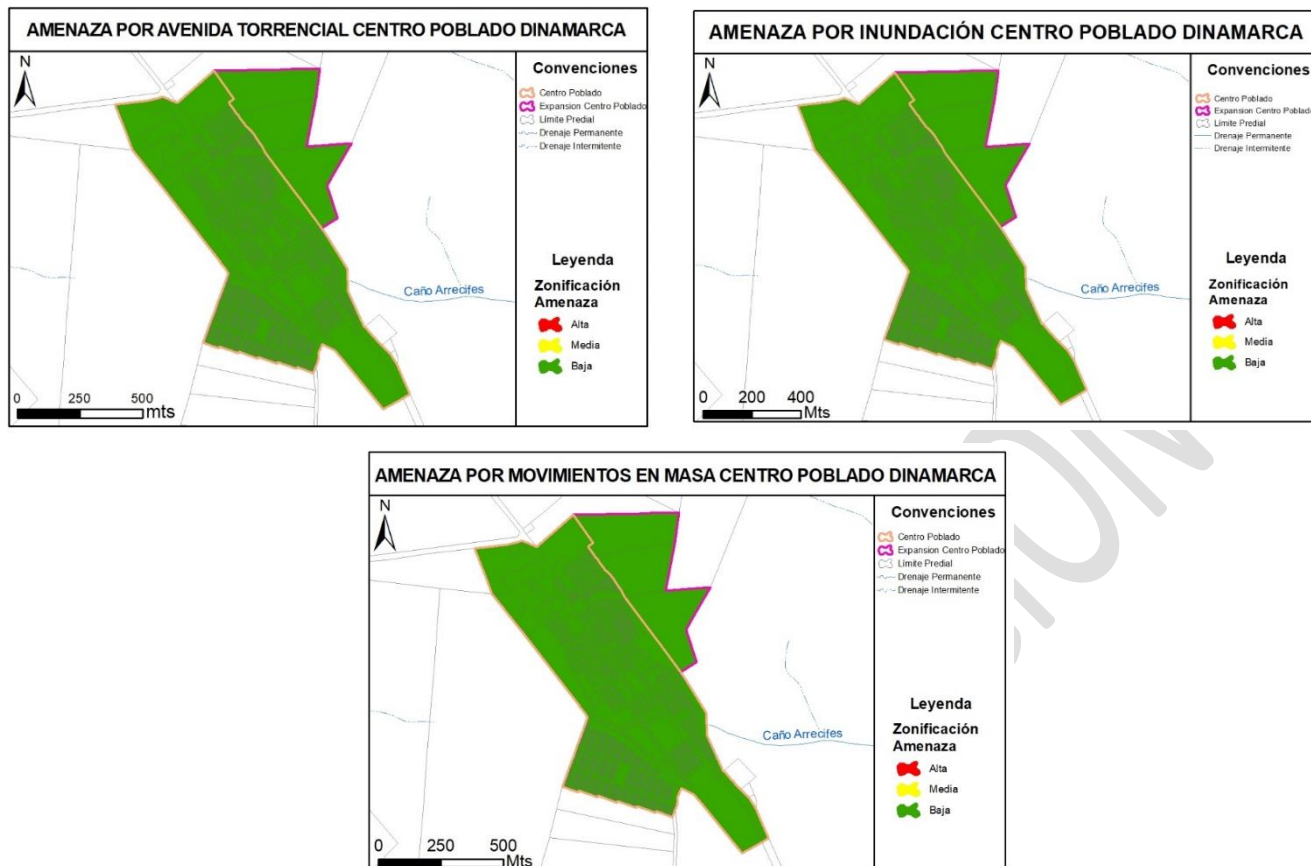 AMENAZA POR AVENIDA TORRENCIAL CENTRO POBLADO DINAMARCA
N
Convenciones
Centro Poblado
Expansion Centro Poblado
Límite Predial
Drenaje Permanente
Drenaje Intermitente
Caño Arrecifes
Leyenda
Zonificación
Amenaza
Alta
Media
Baja
0 250 500
mts
AMENAZA POR INUNDACIÓN CENTRO POBLADO DINAMARCA
N
Convenciones
Centro Poblado
Expansion Centro Poblado
Límite Predial
Drenaje Permanente
Drenaje Intermitente
Caño Arrecifes
Leyenda
Zonificación
Amenaza
Alta
Media
Baja
0 200 400
Mts
AMENAZA POR MOVIMIENTOS EN MASA CENTRO POBLADO DINAMARCA
N
Convenciones
Centro Poblado
Expansion Centro Poblado
Límite Predial
Drenaje Permanente
Drenaje Intermitente
Caño Arrecifes
Leyenda
Zonificación
Amenaza
Alta
Media
Baja
0 250 500
Mts